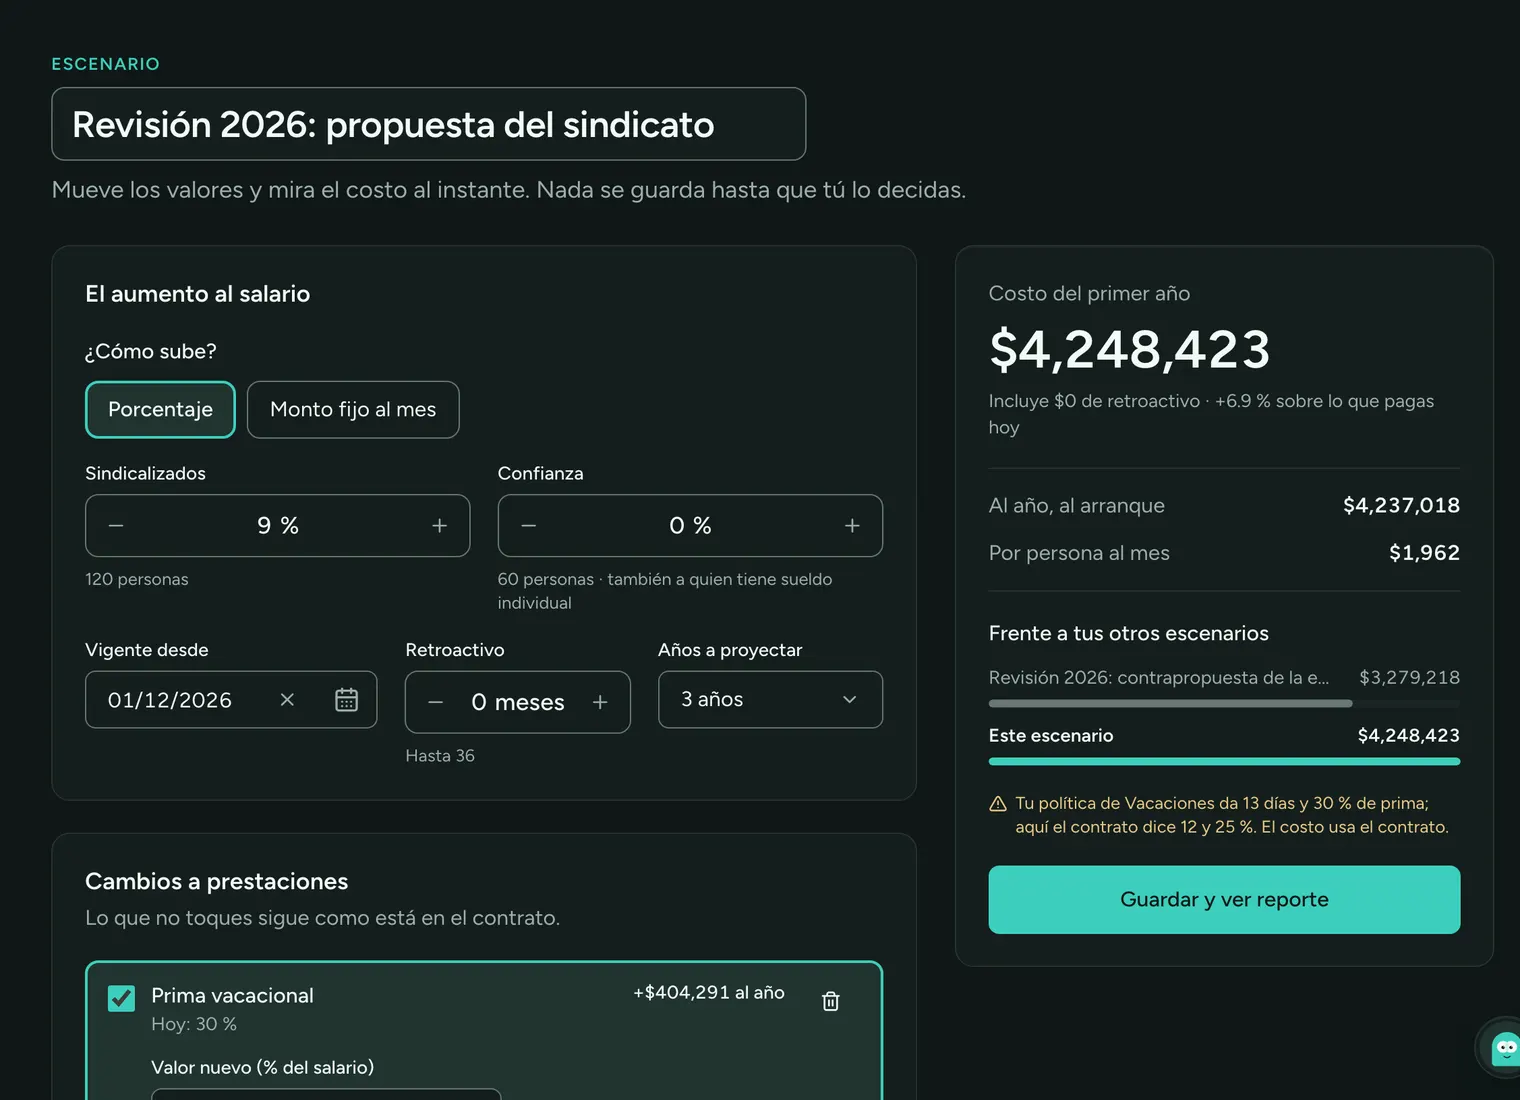 ESCENARIO
Revisión 2026: propuesta del sindicato
Mueve los valores y mira el costo al instante. Nada se guarda hasta que tú lo decidas.
El aumento al salario
¿Cómo sube?
Porcentaje
Monto fijo al mes
Sindicalizados
Confianza
− 9 % +
− 0 % +
120 personas
60 personas · también a quien tiene sueldo
individual
Vigente desde
Retroactivo
Años a proyectar
01/12/2026
− 0 meses +
3 años
Hasta 36
Cambios a prestaciones
Lo que no toques sigue como está en el contrato.
Prima vacacional
+$404,291 al año
Hoy: 30 %
Valor nuevo (% del salario)
Costo del primer año
$4,248,423
Incluye $0 de retroactivo · +6.9 % sobre lo que pagas
hoy
Al año, al arranque $4,237,018
Por persona al mes $1,962
Frente a tus otros escenarios
Revisión 2026: contrapropuesta de la e... $3,279,218
Este escenario $4,248,423
Tu política de Vacaciones da 13 días y 30 % de prima;
aquí el contrato dice 12 y 25 %. El costo usa el contrato.
Guardar y ver reporte